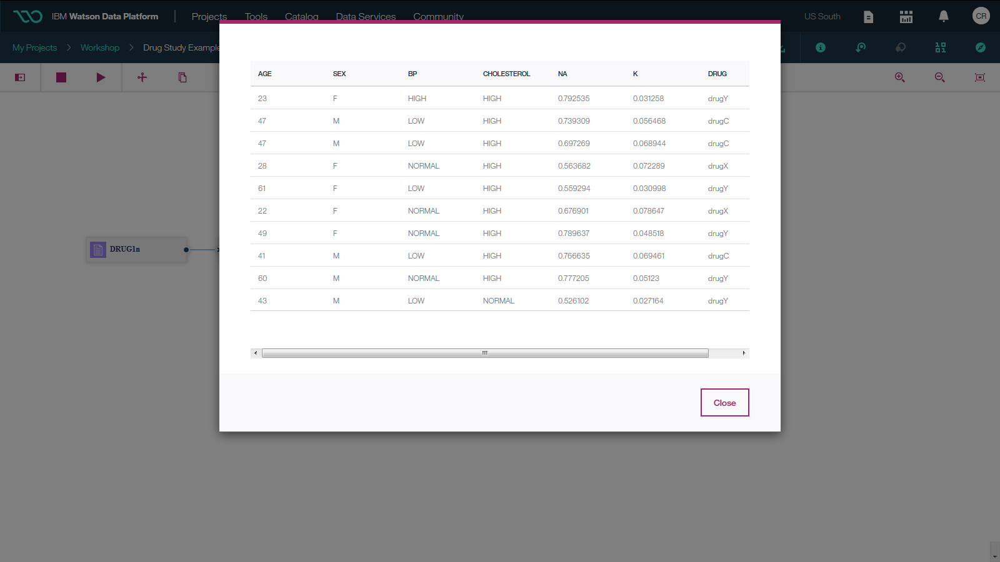 IBM Watson Data Platform Projects Tools Catalog Data Services Community US South CR
My Projects Workshop Drug Study Example
AGE SEX BP CHOLESTEROL NA K DRUG
23 F HIGH HIGH 0.792535 0.031258 drugY
47 M LOW HIGH 0.739309 0.056468 drugC
47 M LOW HIGH 0.697269 0.068944 drugC
28 F NORMAL HIGH 0.563682 0.072289 drugX
61 F LOW HIGH 0.559294 0.030998 drugY
22 F NORMAL HIGH 0.676901 0.078647 drugX
49 F NORMAL HIGH 0.789637 0.048518 drugY
41 M LOW HIGH 0.766635 0.069461 drugC
60 M NORMAL HIGH 0.777205 0.05123 drugY
43 M LOW NORMAL 0.526102 0.027164 drugY
DRUG1n
Close